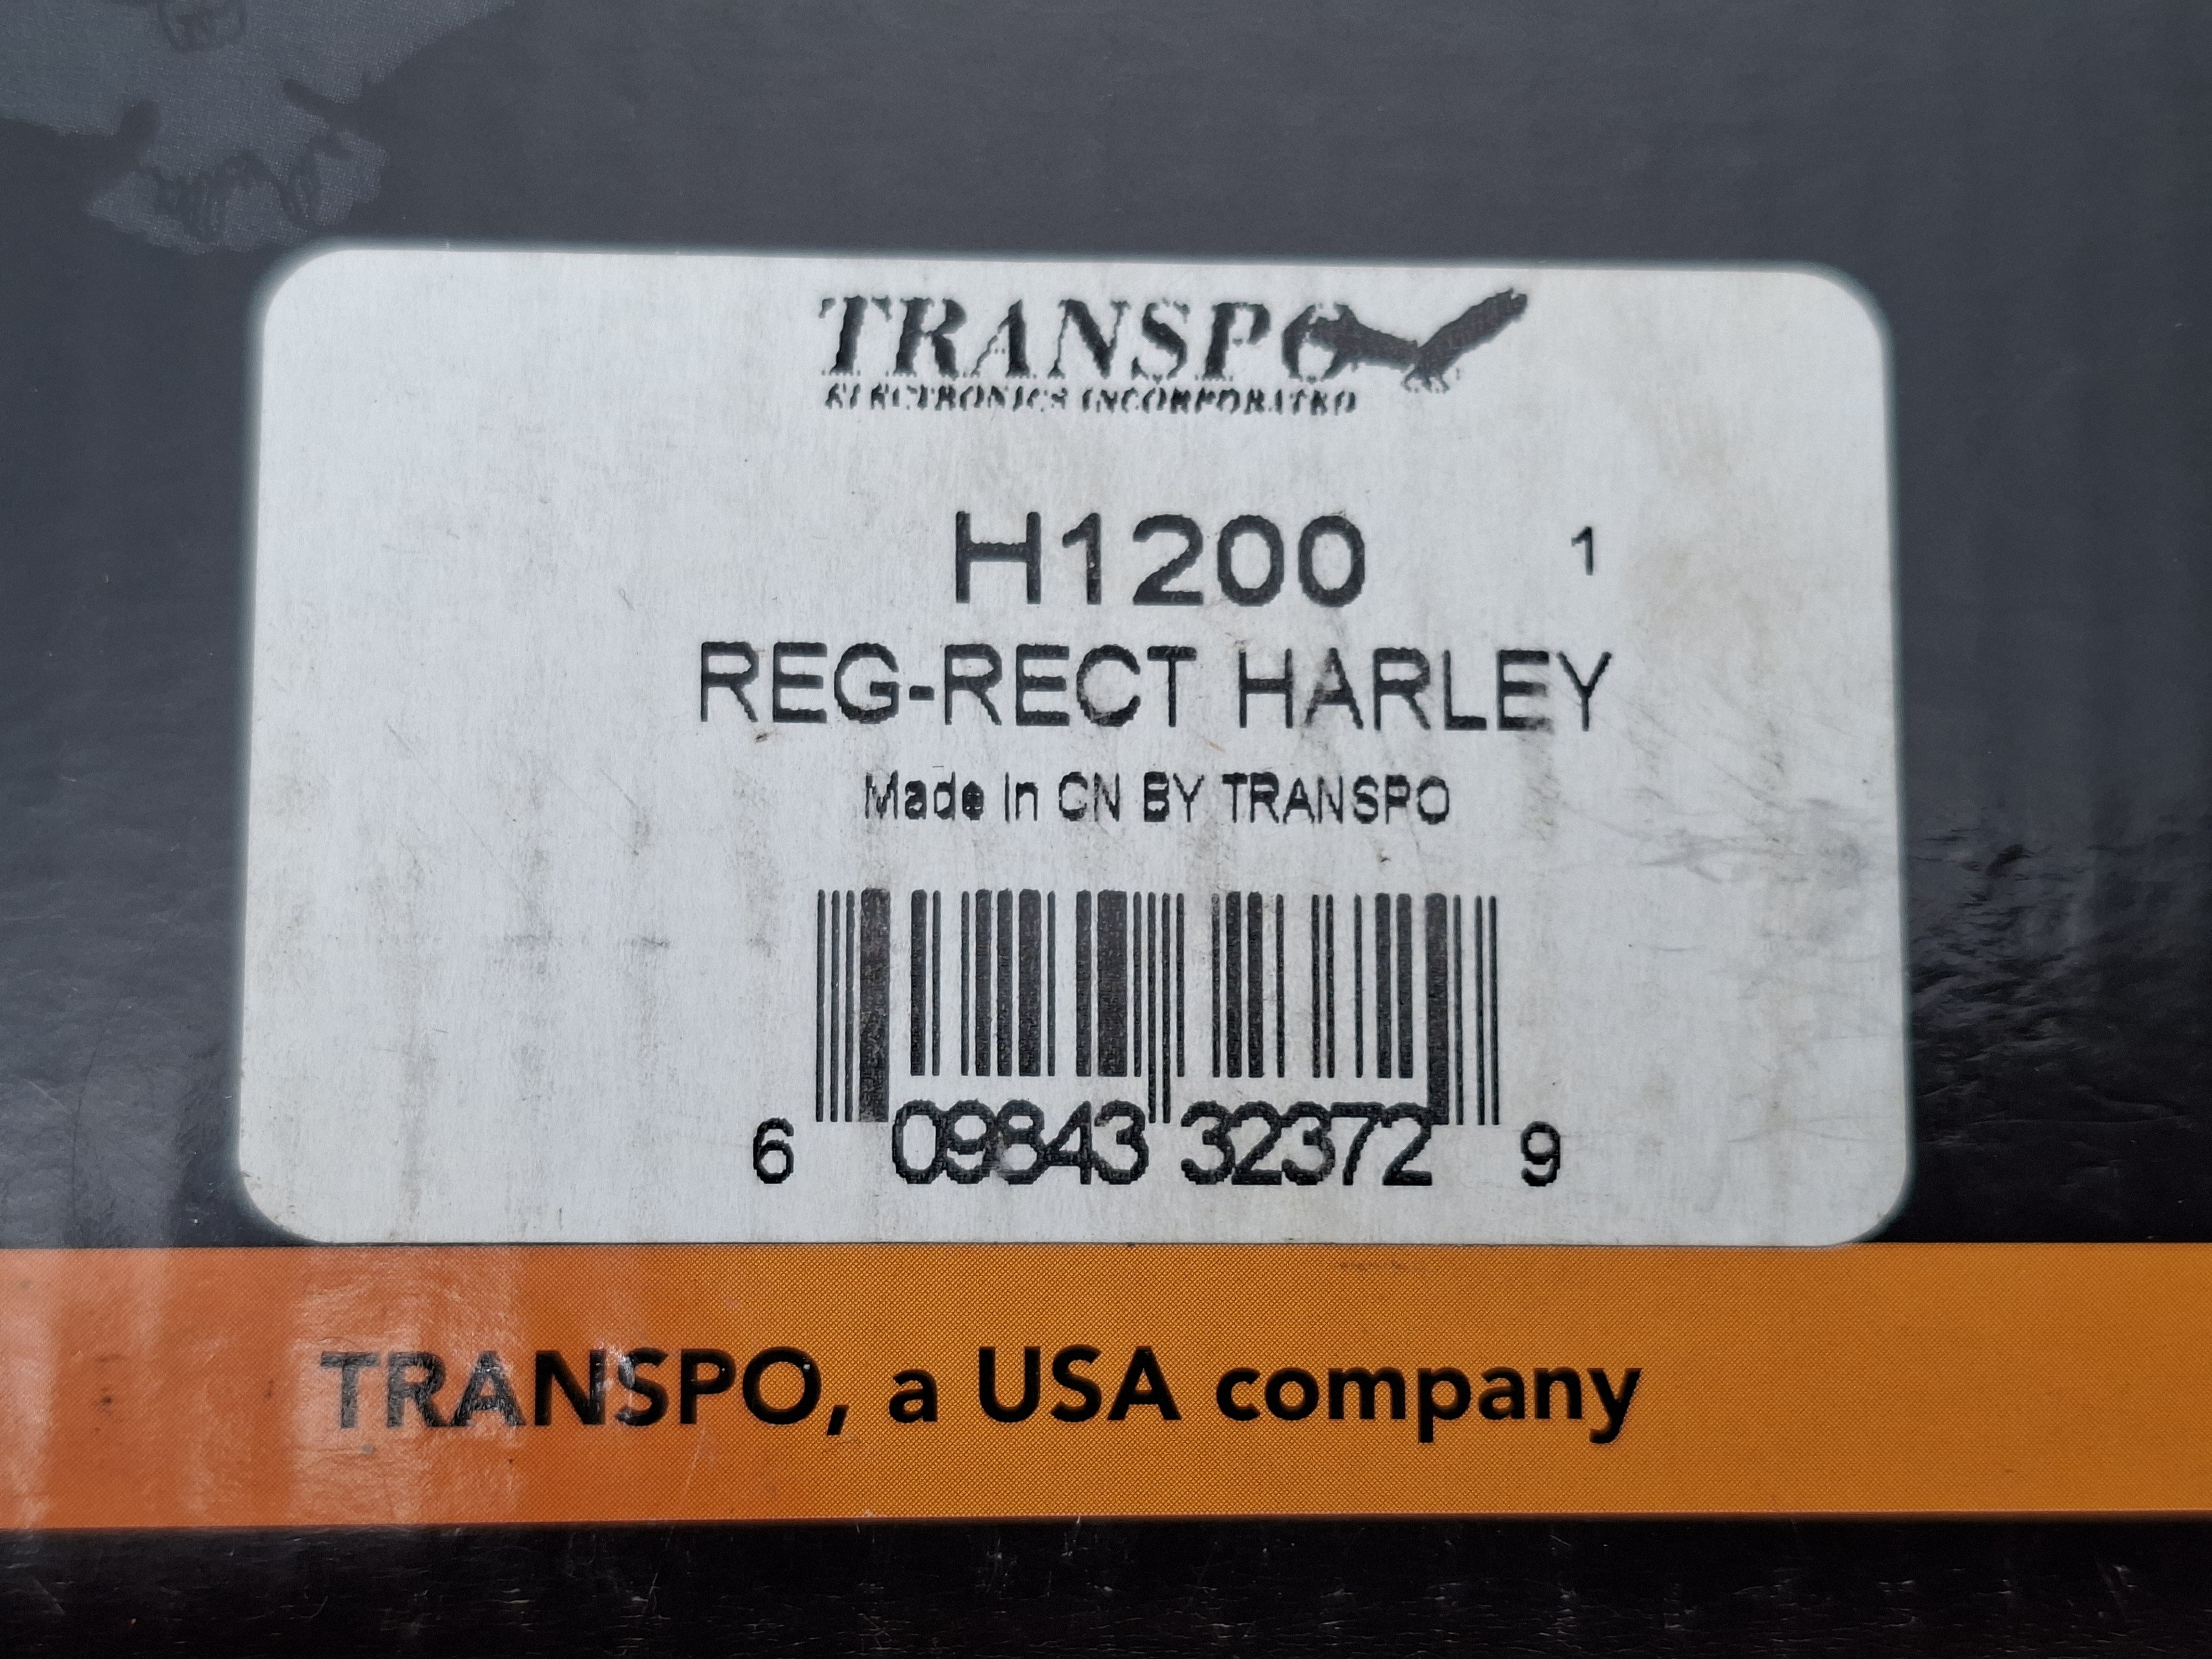 TRANSPO
ELECTRONICS INCORPORATED
H1200 1
REG-RECT HARLEY
Made In CN BY TRANSPO
6 09843 32372 9
TRANSPO, a USA company